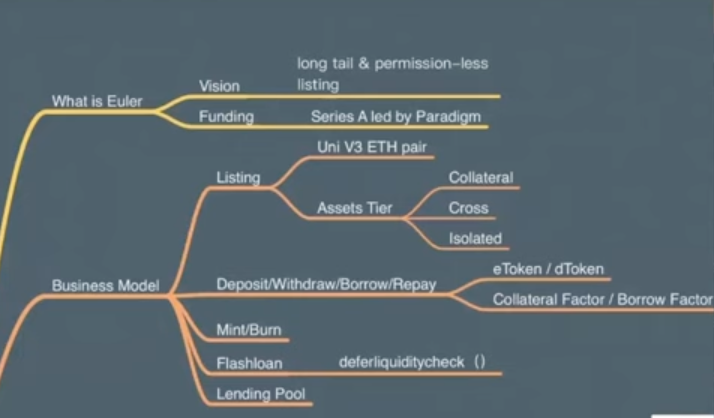 long tail & permission-less
listing
Vision
What is Euler
Funding
Series A led by Paradigm
Uni V3 ETH pair
Listing
Collateral
Assets Tier
Cross
Isolated
eToken / dToken
Business Model
Deposit/Withdraw/Borrow/Repay
Collateral Factor / Borrow Factor
Mint/Burn
Flashloan
deferliquiditycheck ()
Lending Pool